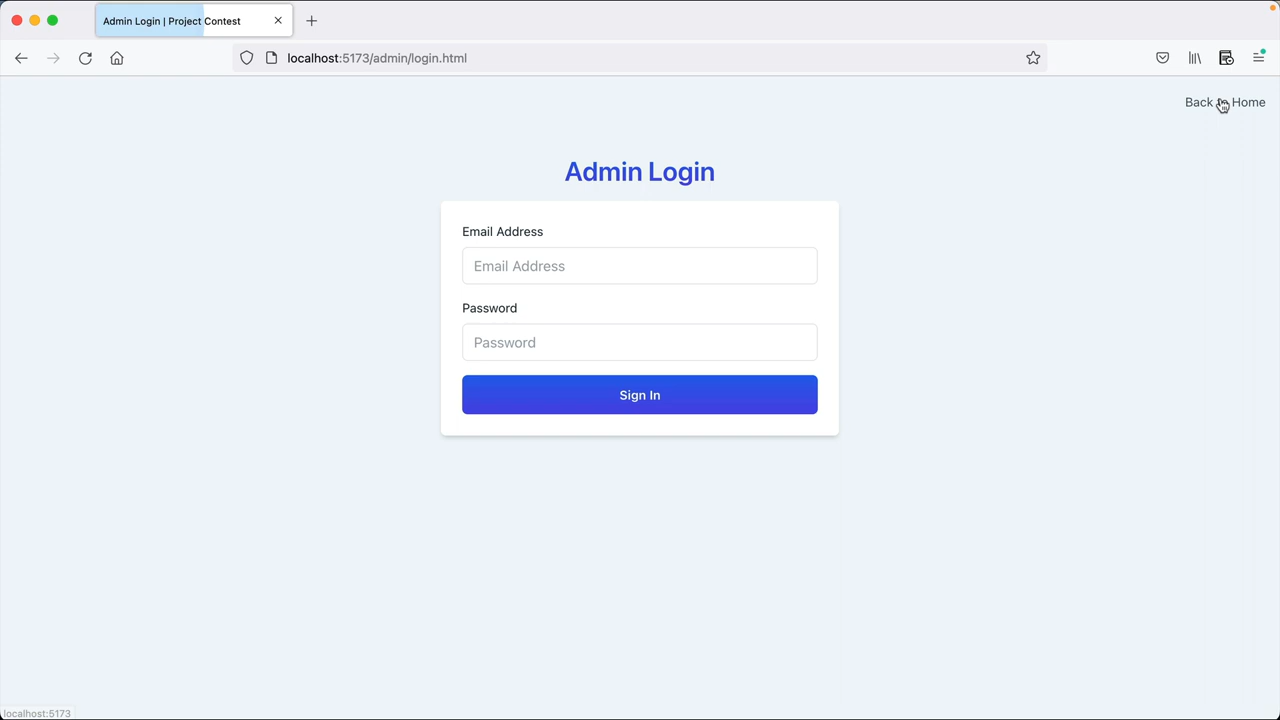 Admin Login | Project Contest
localhost:5173/admin/login.html
Back Home
Admin Login
Email Address
Email Address
Password
Password
Sign In
localhost:5173